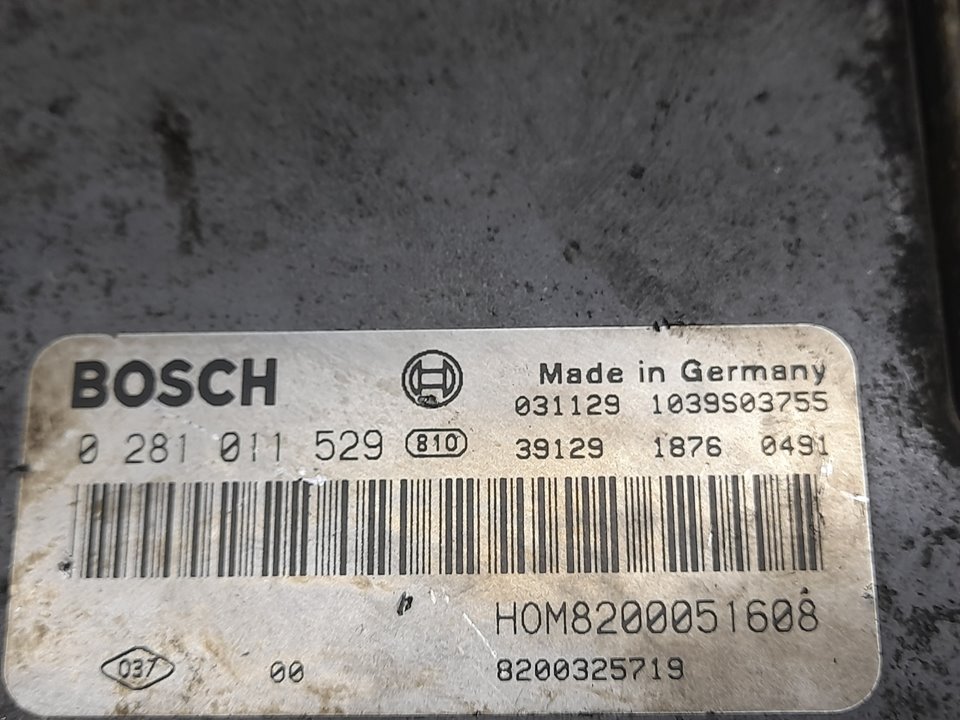 BOSCH
Made in Germany
031129 1039S03755
0 281 011 529 810
39129 1876 0491
HOM8200051608
037 00 8200325719